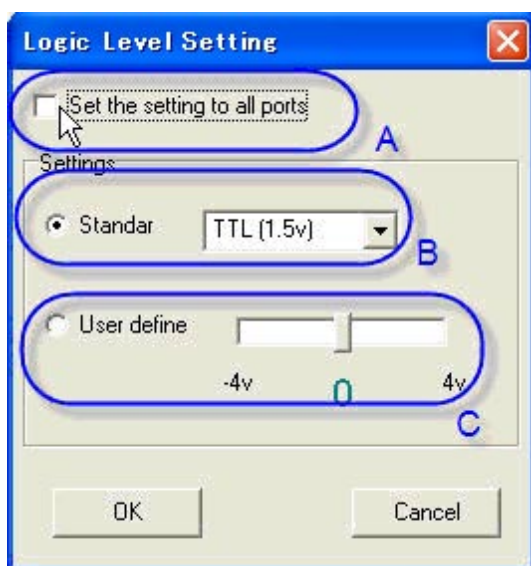 Logic Level Setting
Set the setting to all ports
A
Settings
Standar TTL (1.5v)
B
User define
-4v 0 4v
C
OK Cancel